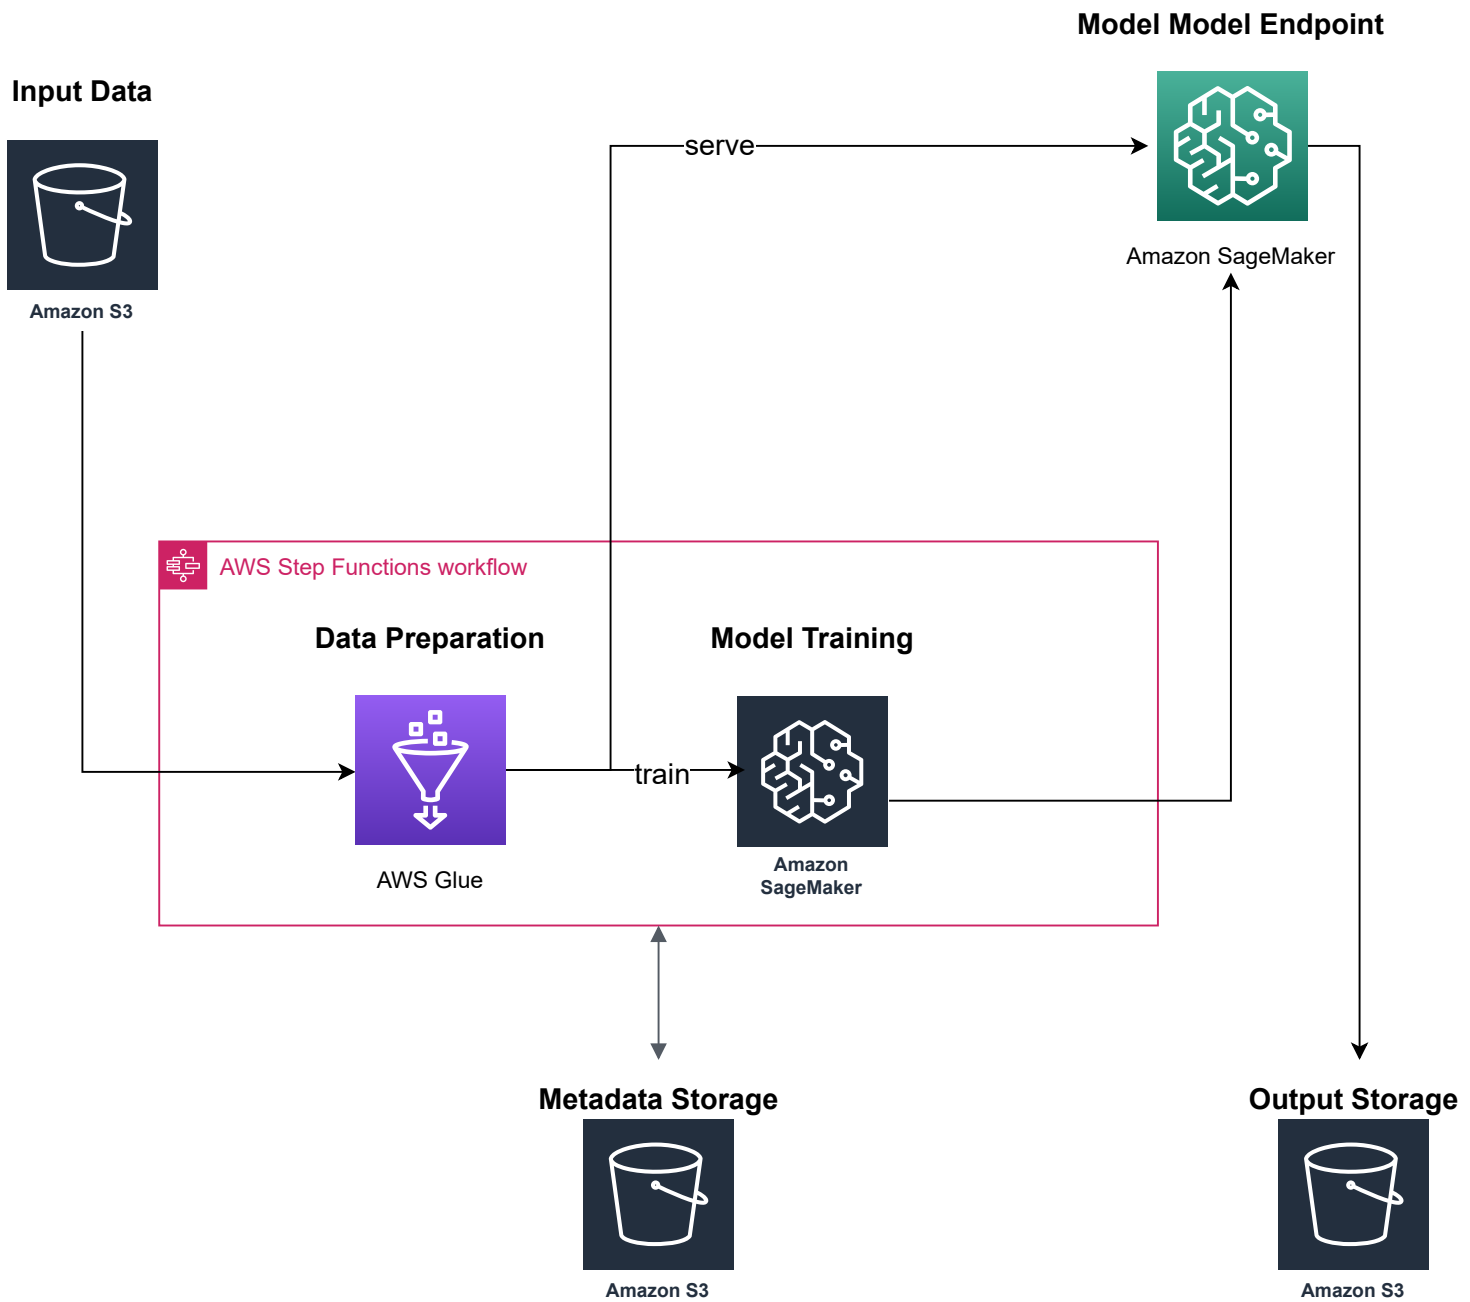 Model Model Endpoint
Input Data
serve
Amazon SageMaker
Amazon S3
AWS Step Functions workflow
Data Preparation
Model Training
train
AWS Glue
Amazon
SageMaker
Metadada Storage
Output Storage
Amazon S3
Amazon S3